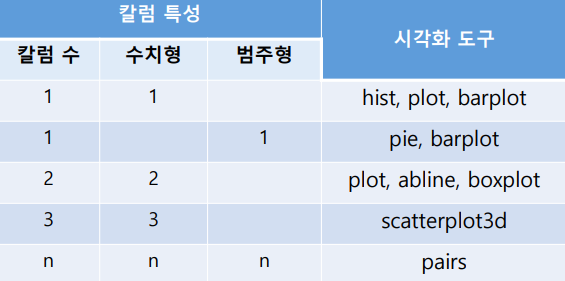 칼럼 특성 시각화 도구
칼럼 수 수치형 범주형
1 1 hist, plot, barplot
1 1 pie, barplot
2 2 plot, abline, boxplot
3 3 scatterplot3d
n n n pairs